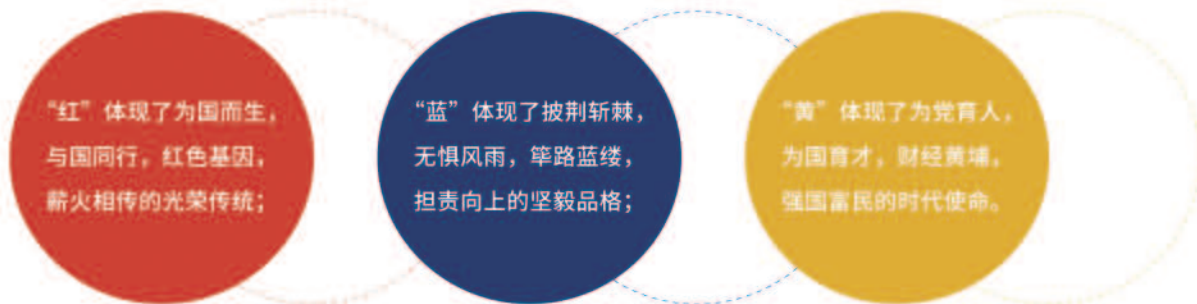 “红”体现了为国而生，
与国同行，红色基因，
薪火相传的光荣传统；
“蓝”体现了披荆斩棘，
无惧风雨，筚路蓝缕，
担责向上的坚毅品格；
“黄”体现了为党育人，
为国育才，财经黄埔，
强国富民的时代使命。